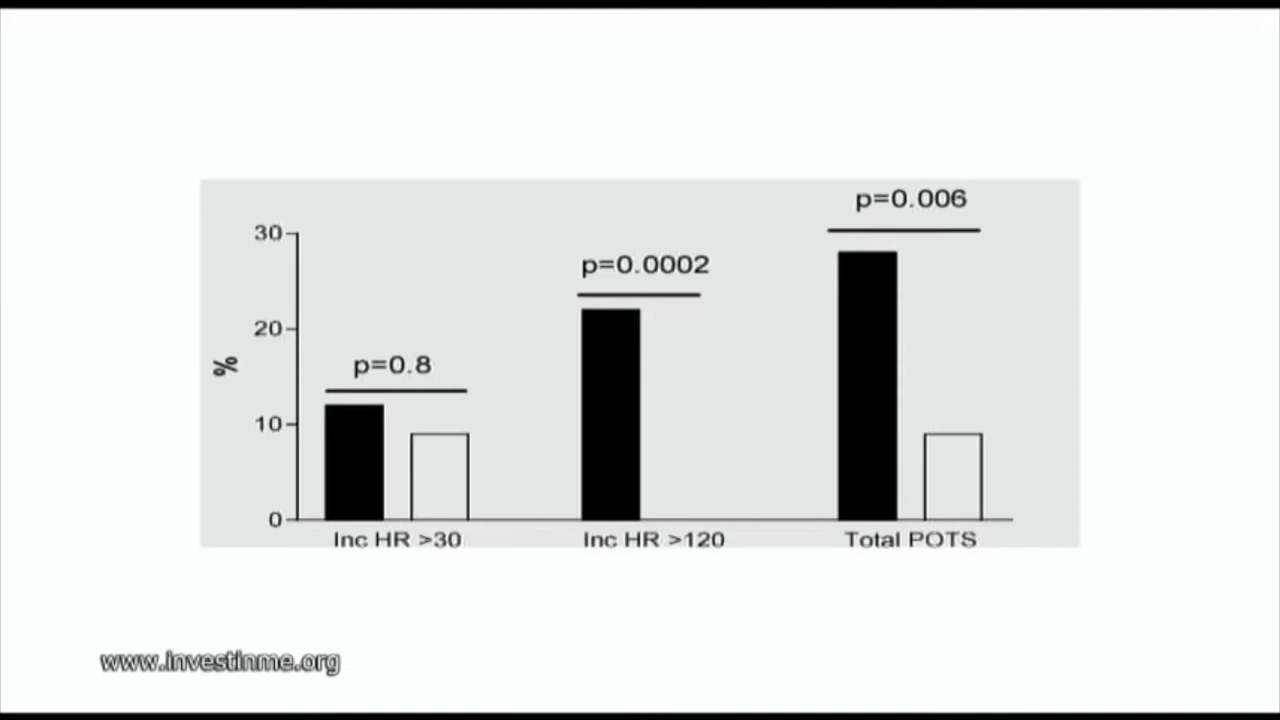 p=0.006
30
p=0.0002
20
%
p=0.8
10
0
Inc HR >30
Inc HR >120
Total POTS
www.investinme.org